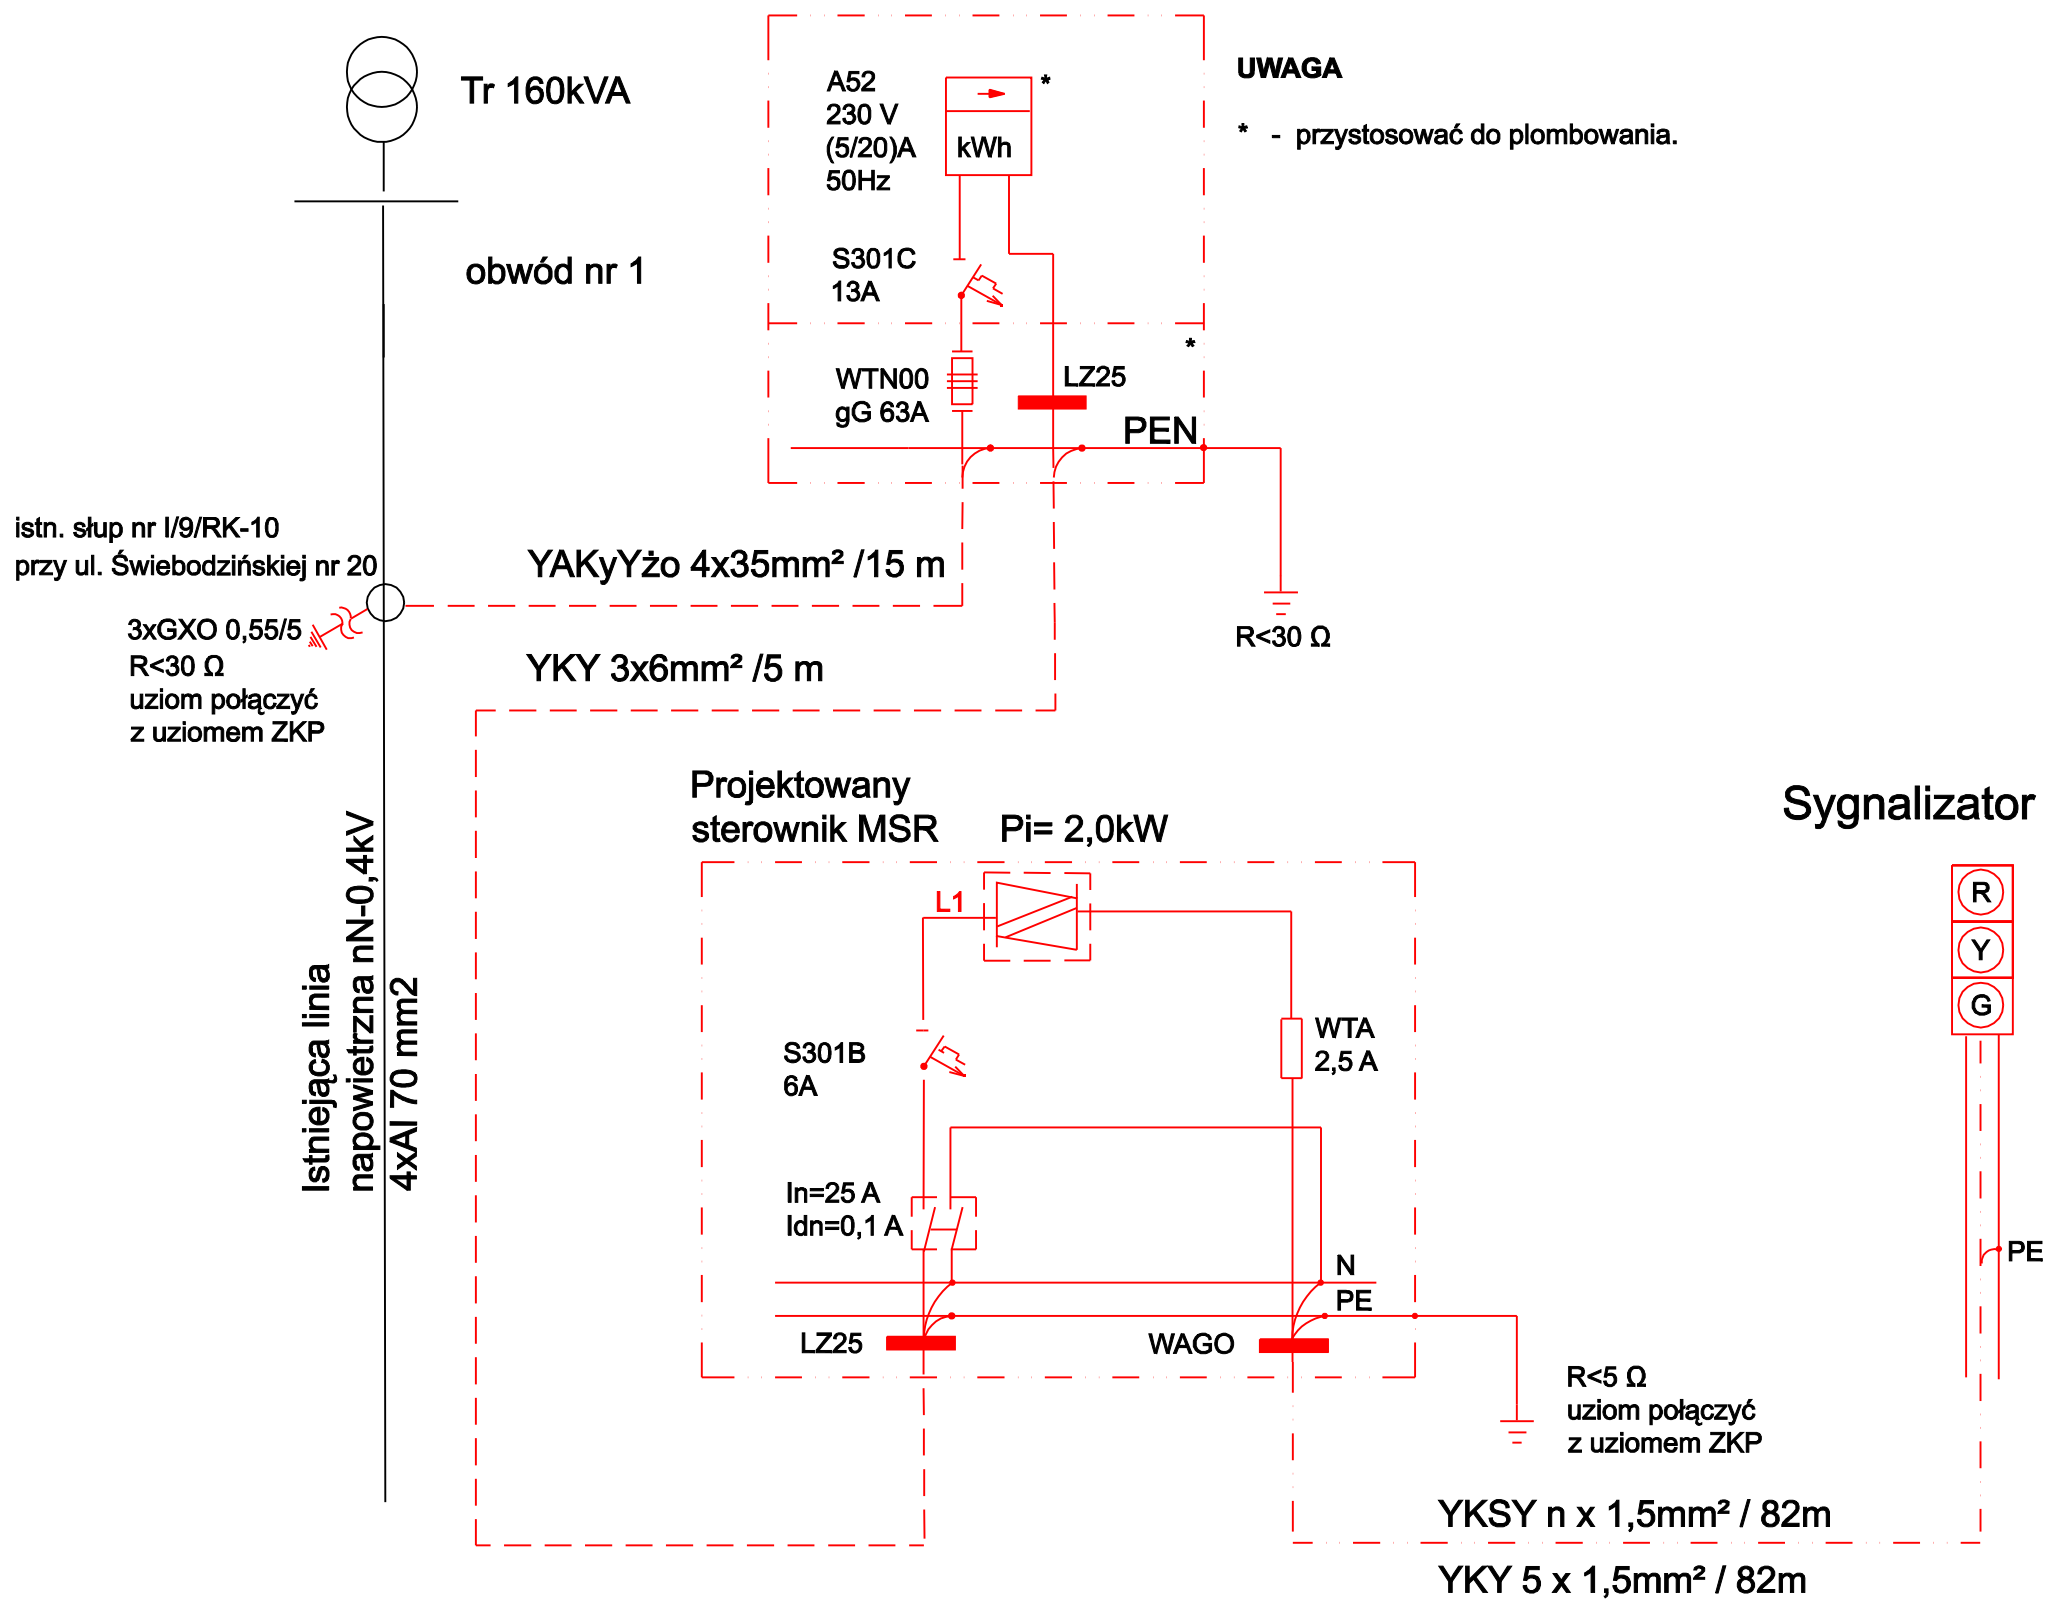 Tr 160kVA
obwód nr 1
A52
230 V
(5/20)A
50Hz
*
kWh
S301C
13A
*
WTN00
gG 63A
LZ25
PEN
UWAGA
* - przystosować do plombowania.
R<30 Ω
istn. słup nr I/9/RK-10
przy ul. Świebodzińskiej nr 20
3xGXO 0,55/5
R<30 Ω
uziom połączyć
z uziomem ZKP
YAKyYżo 4x35mm² /15 m
YKY 3x6mm² /5 m
Istniejąca linia
napowietrzna nN-0,4kV
4xAl 70 mm2
Projektowany
sterownik MSR Pi= 2,0kW
L1
S301B
6A
WTA
2,5 A
In=25 A
Idn=0,1 A
N
PE
LZ25
WAGO
R<5 Ω
uziom połączyć
z uziomem ZKP
Sygnalizator
R
Y
G
PE
YKSY n x 1,5mm² / 82m
YKY 5 x 1,5mm² / 82m